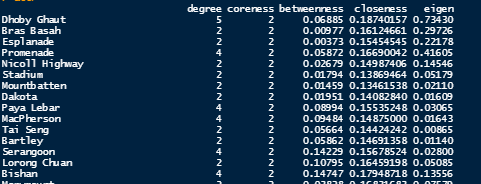 degree coreness betweenness closeness eigen
Dhoby Ghaut 5 2 0.06885 0.18740157 0.73430
Bras Basah 2 2 0.00977 0.16124661 0.29726
Esplanade 2 2 0.00373 0.15454545 0.22178
Promenade 4 2 0.05872 0.16690042 0.41605
Nicoll Highway 2 2 0.02679 0.14987406 0.14546
Stadium 2 2 0.01794 0.13869464 0.05179
Mountbatten 2 2 0.01459 0.13461538 0.02110
Dakota 2 2 0.01951 0.14082840 0.01609
Paya Lebar 4 2 0.08994 0.15535248 0.03065
MacPherson 4 2 0.09484 0.14875000 0.01643
Tai Seng 2 2 0.05664 0.14424242 0.00865
Bartley 2 2 0.05862 0.14691358 0.01140
Serangoon 4 2 0.14229 0.15678524 0.02800
Lorong Chuan 2 2 0.10795 0.16459198 0.05085
Bishan 4 2 0.14747 0.17948718 0.13556